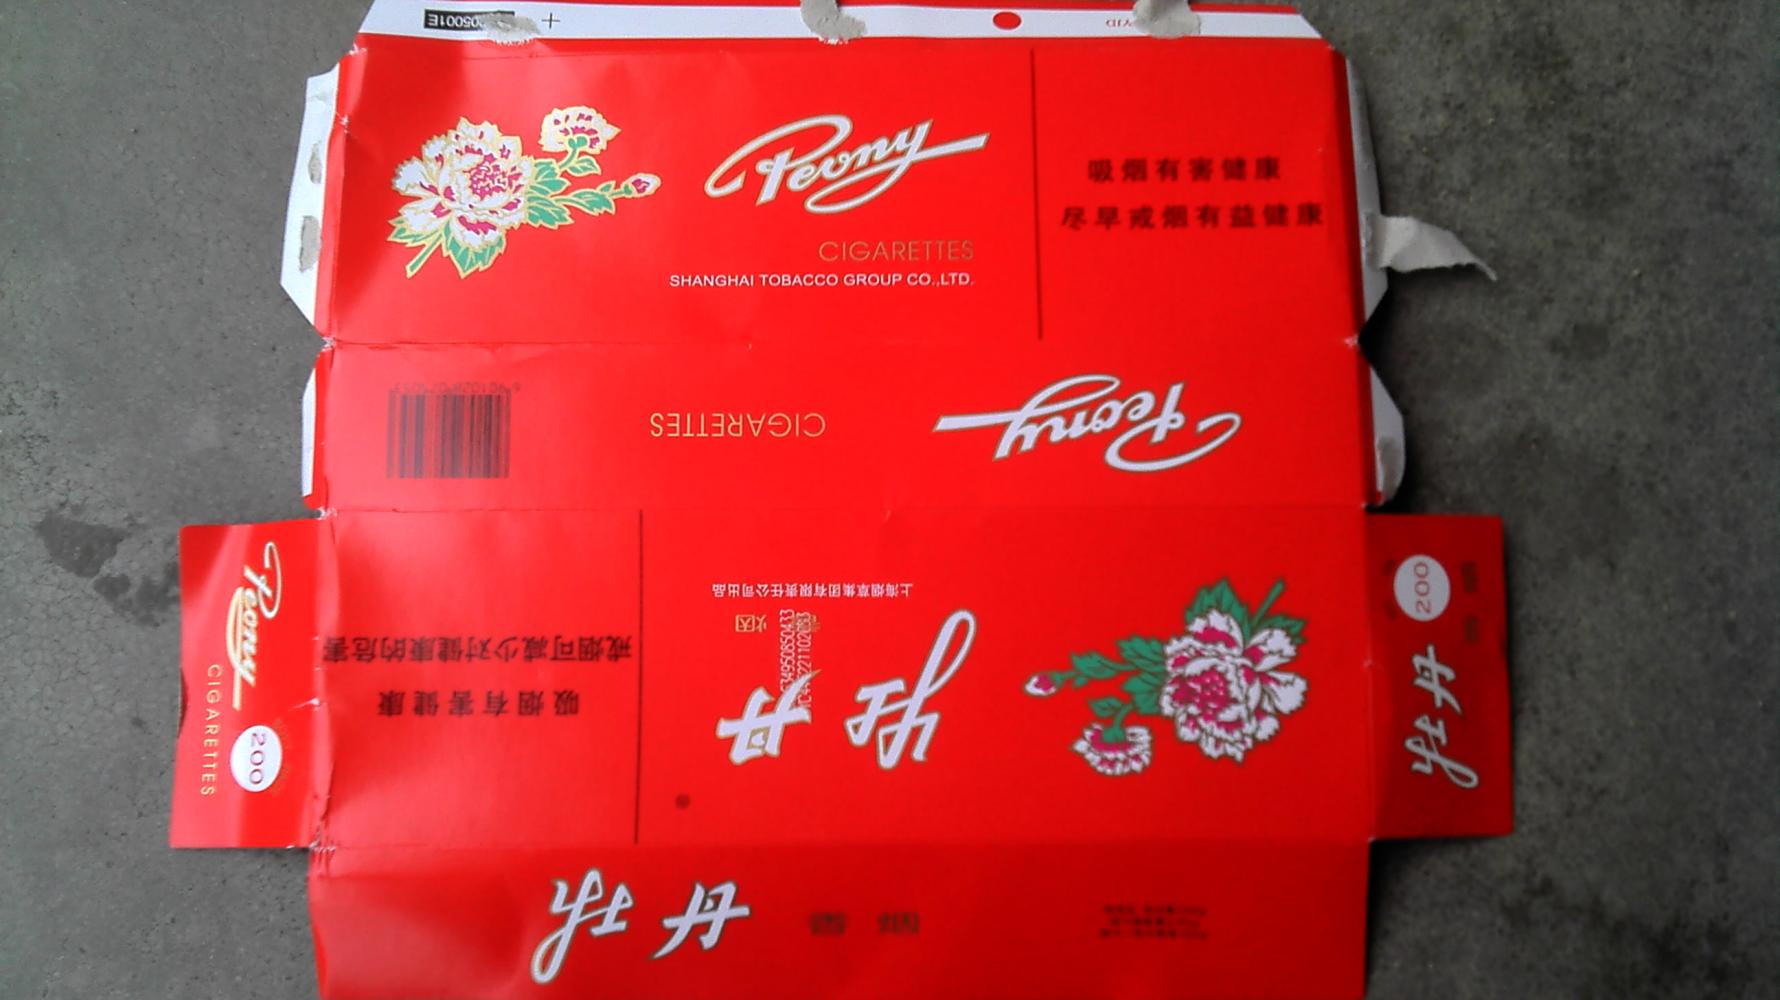 05001E
Peony
CIGARETTES
SHANGHAI TOBACCO GROUP CO.,LTD.
吸烟有害健康
尽早戒烟有益健康
Peony
CIGARETTES
Peony
CIGARETTES
200
吸烟有害健康
戒烟可减少对健康的危害
牡丹
上海烟草集团有限责任公司出品
200
牡丹
牡丹